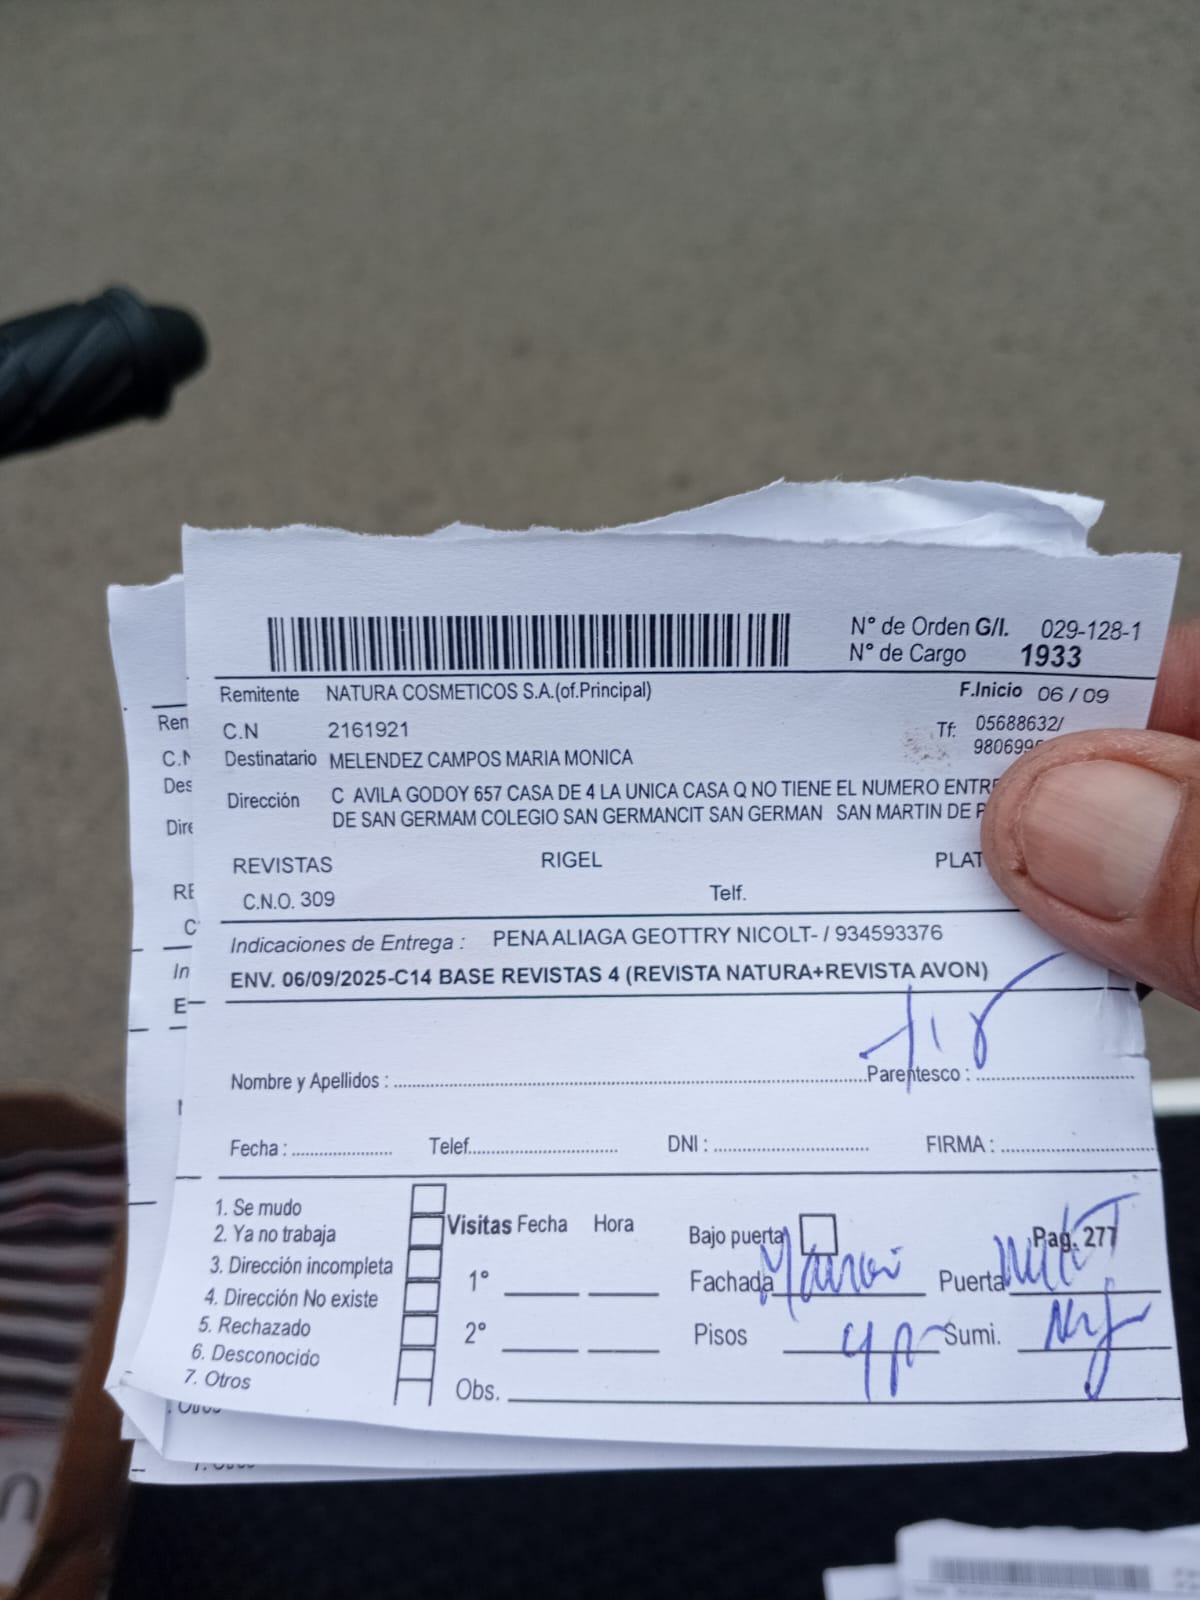 N° de Orden G/I. 029-128-1
N° de Cargo 1933
Remitente NATURA COSMETICOS S.A.(of.Principal) F.Inicio 06 / 09
C.N 2161921 Tf: 05688632/
Destinatario MELENDEZ CAMPOS MARIA MONICA
Dirección C AVILA GODOY 657 CASA DE 4 LA UNICA CASA Q NO TIENE EL NUMERO ENTR
DE SAN GERMAM COLEGIO SAN GERMANCIT SAN GERMAN SAN MARTIN DE
REVISTAS RIGEL PLAT
C.N.O. 309 Telf.
Indicaciones de Entrega : PENA ALIAGA GEOTTRY NICOLT- / 934593376
ENV. 06/09/2025-C14 BASE REVISTAS 4 (REVISTA NATURA+REVISTA AVON)
Nombre y Apellidos : Parentesco :
Fecha : Telef. DNI : FIRMA :
1. Se mudo
2. Ya no trabaja
3. Dirección incompleta
4. Dirección No existe
5. Rechazado
6. Desconocido
7. Otros
Visitas Fecha Hora
1°
2°
Obs.
Bajo puerta Pag. 277
Fachada Puerta
Pisos 4p Sumi.